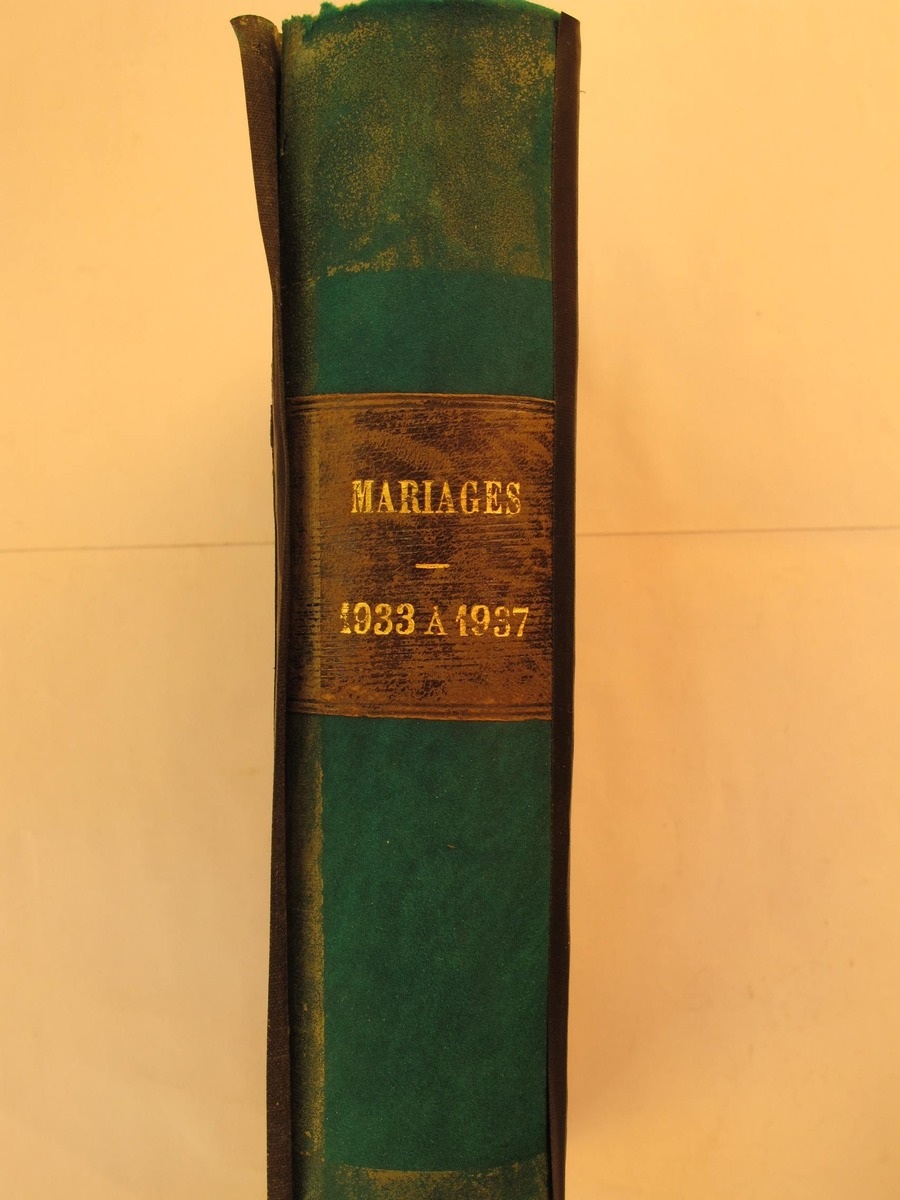 MARIAGES
—
1933 À 1937